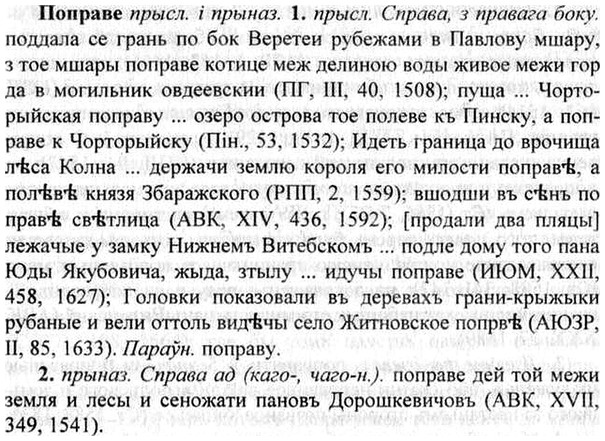 Поправе прысл. і прыназ. 1. прысл. Справа, з правага боку.
поддала се грань по бок Веретеи рубежами в Павлову мшару,
з тое мшары поправе котице меж делиною воды живое межи гор
да в могильник овдеевскии (ПГ, III, 40, 1508); пуща ... Чорто-
рыйская поправу ... озеро острова тое полеве къ Пинску, а поп-
раве к Чорторыйску (Пін., 53, 1532); Идеть граница до врочища
лѣса Колна ... держачи землю короля его милости поправѣ, а
полѣвѣ князя Збаражского (РПП, 2, 1559); вшодши въ сѣнъ по
правѣ свѣтлица (АВК, XIV, 436, 1592); [продали два пляцы]
лежачые у замку Нижнем Витебском ... подле дому того пана
Юды Якубовича, жыда, зтылу ... идучы поправе (ИЮМ, XXII,
458, 1627); Головки показовали въ деревахъ грани-крыжыки
рубаные и вели оттоль видѣчы село Житновское попрвѣ (АЮЗР,
II, 85, 1633). Параўн. поправу.
2. прыназ. Справа ад (каго-, чаго-н.). поправе дей той межи
земля и лесы и сеножати пановъ Дорошкевичовъ (АВК, XVII,
349, 1541).